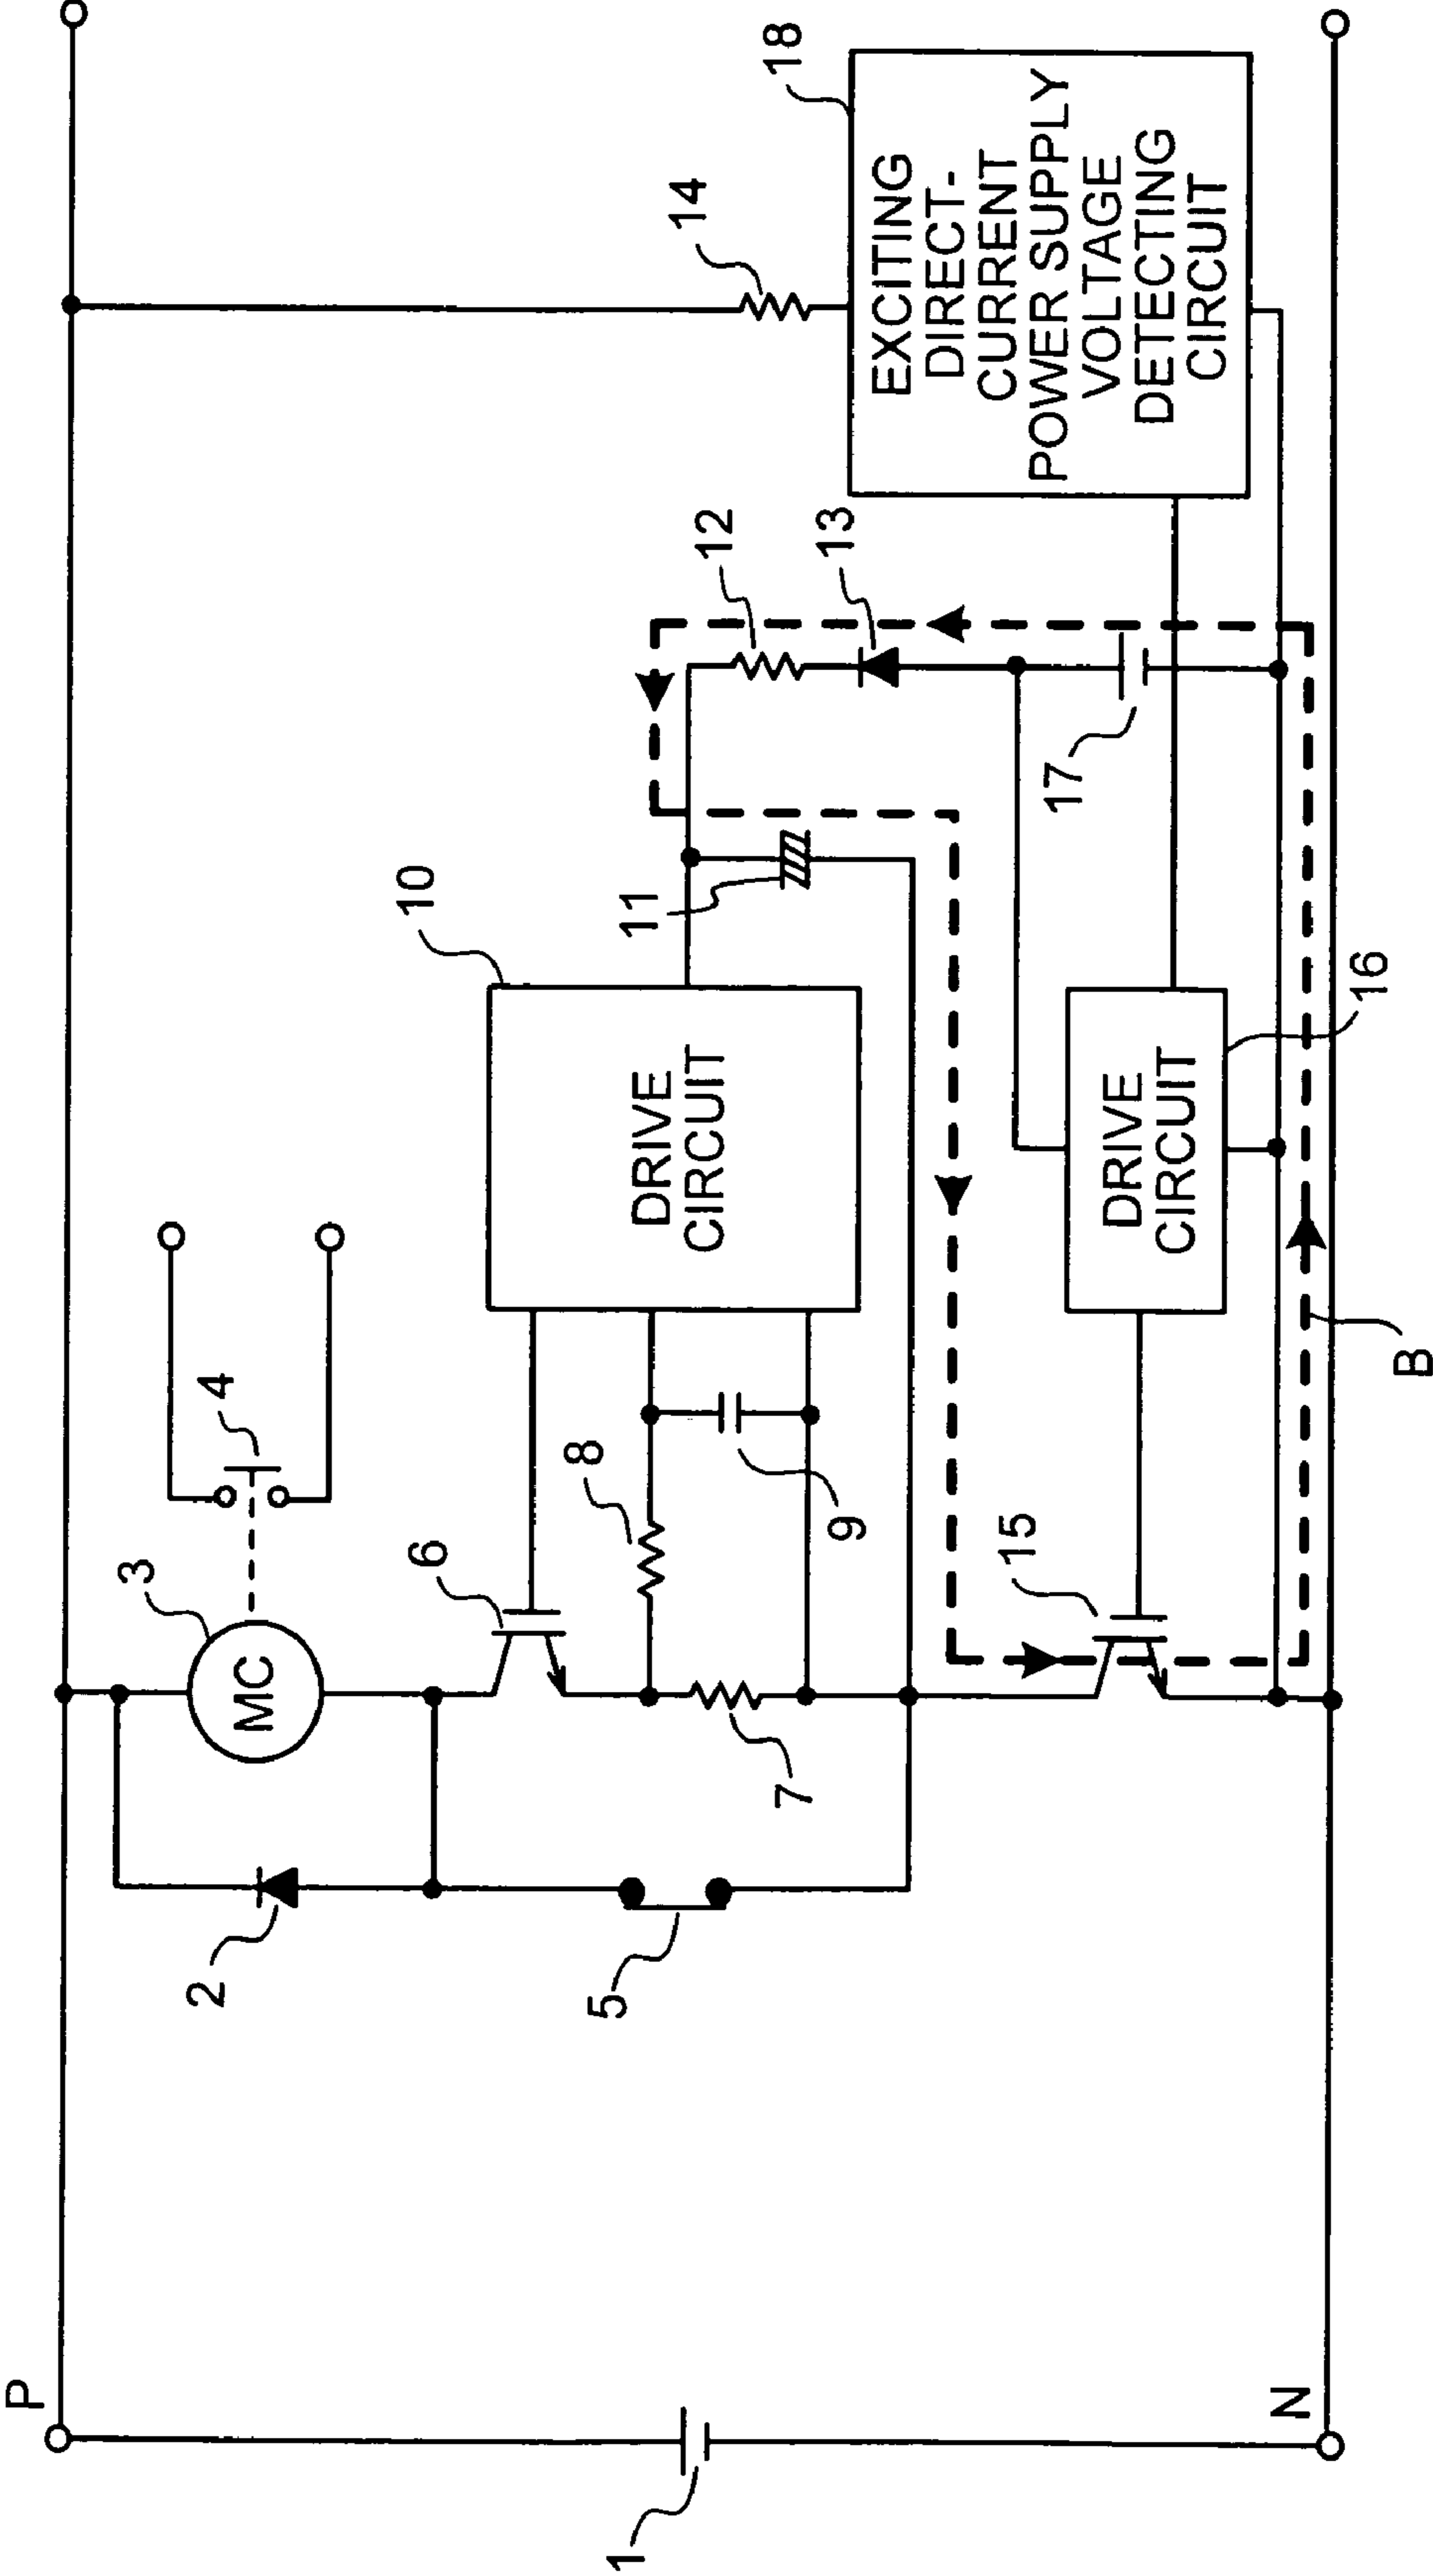 P
N
1
2
3
MC
4
5
6
7
8
9
10
DRIVE
CIRCUIT
11
12
13
14
15
DRIVE
CIRCUIT
16
17
18
EXCITING
DIRECT-
CURRENT
POWER SUPPLY
VOLTAGE
DETECTING
CIRCUIT
B